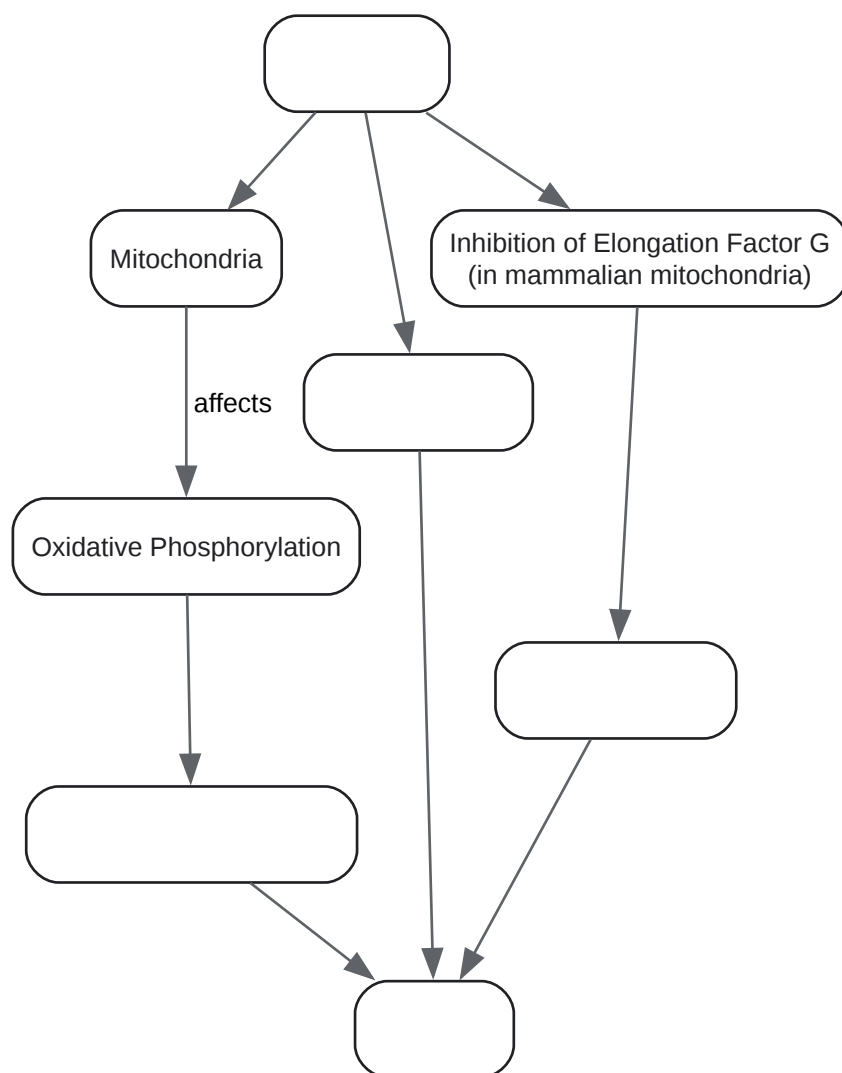 Mitochondria
Inhibition of Elongation Factor G
(in mammalian mitochondria)
affects
Oxidative Phosphorylation